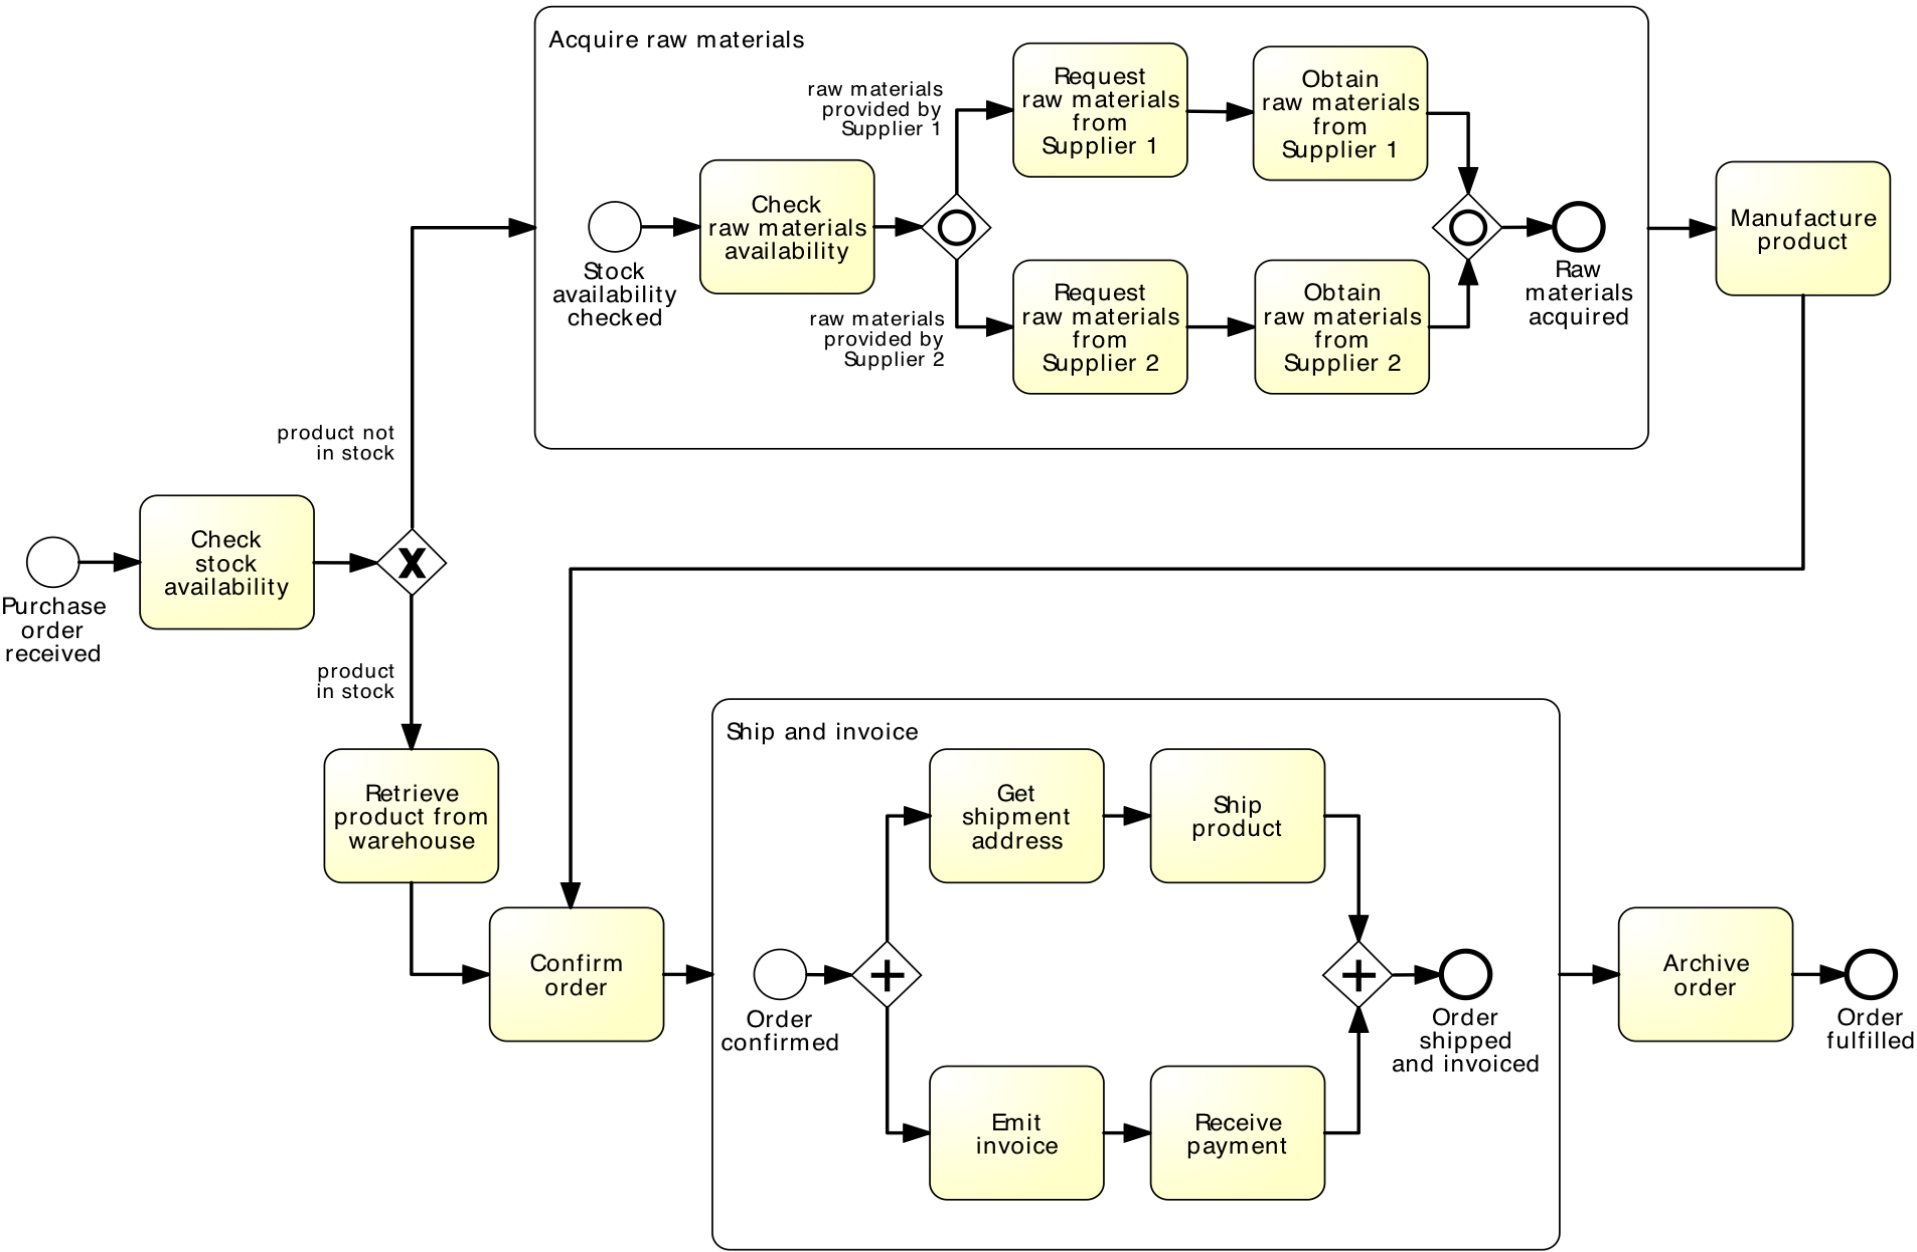 Acquire raw materials
raw materials
provided by
Supplier 1
Request
raw materials
from
Supplier 1
Obtain
raw materials
from
Supplier 1
Check
raw materials
availability
Stock
availability
checked
raw materials
provided by
Supplier 2
Request
raw materials
from
Supplier 2
Obtain
raw materials
from
Supplier 2
Raw
materials
acquired
Manufacture
product
product not
in stock
Check
stock
availability
X
Purchase
order
received
product
in stock
Retrieve
product from
warehouse
Confirm
order
Ship and invoice
Get
shipment
address
Ship
product
Order
confirmed
Order
shipped
and invoiced
Emit
invoice
Receive
payment
Archive
order
Order
fulfilled